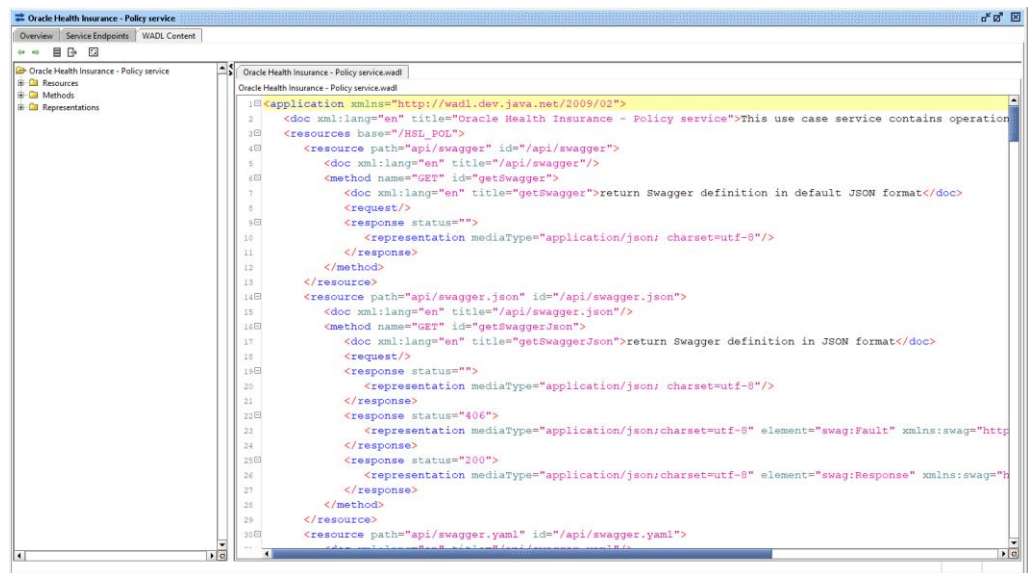 Oracle Health Insurance - Policy service
Overview Service Endpoints WADL Content
Oracle Health Insurance - Policy service
Resources
Methods
Representations
Oracle Health Insurance - Policy service.wadl
Oracle Health Insurance - Policy service.wadl
1 <application xmlns="http://wadl.dev.java.net/2009/02">
2 <doc xml:lang="en" title="Oracle Health Insurance - Policy service">This use case service contains operation
3 <resources base="/HSL_POL">
4 <resource path="api/swagger" id="/api/swagger">
5 <doc xml:lang="en" title="/api/swagger"/>
6 <method name="GET" id="getSwagger">
7 <doc xml:lang="en" title="getSwagger">return Swagger definition in default JSON format</doc>
8 <request/>
9 <response status="">
10 <representation mediaType="application/json; charset=utf-8"/>
11 </response>
12 </method>
13 </resource>
14 <resource path="api/swagger.json" id="/api/swagger.json">
15 <doc xml:lang="en" title="/api/swagger.json"/>
16 <method name="GET" id="getSwaggerJson">
17 <doc xml:lang="en" title="getSwaggerJson">return Swagger definition in JSON format</doc>
18 <request/>
19 <response status="">
20 <representation mediaType="application/json; charset=utf-8"/>
21 </response>
22 <response status="406">
23 <representation mediaType="application/json;charset=utf-8" element="swag:Fault" xmlns:swag="http
24 </response>
25 <response status="200">
26 <representation mediaType="application/json;charset=utf-8" element="swag:Response" xmlns:swag="h
27 </response>
28 </method>
29 </resource>
30 <resource path="api/swagger.yaml" id="/api/swagger.yaml">